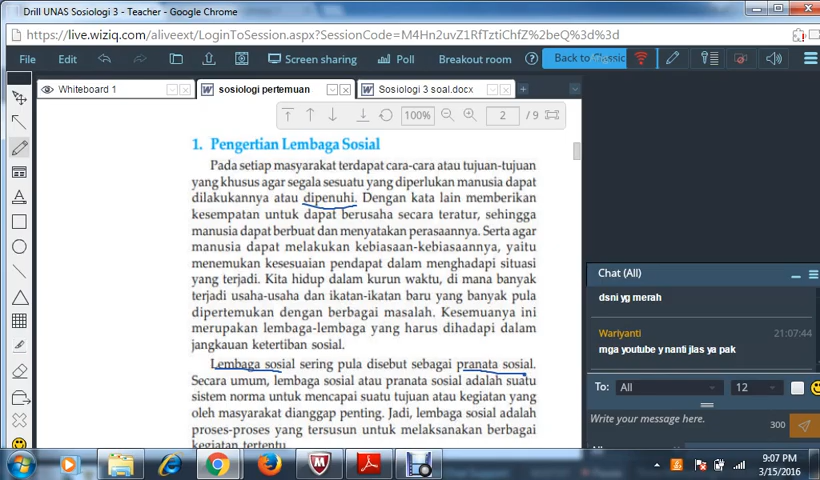 Drill UNAS Sosiologi 3 - Teacher - Google Chrome
https://live.wiziq.com/aliveext/LoginToSession.aspx?SessionCode=M4Hn2uvZ1RfTztiChfZ%2beQ%3d%3d
File Edit Screen sharing Poll Breakout room Back to Classic
Whiteboard 1 sosiologi pertemuan Sosiologi 3 soal.docx
100% 2 / 9
1. Pengertian Lembaga Sosial
Pada setiap masyarakat terdapat cara-cara atau tujuan-tujuan
yang khusus agar segala sesuatu yang diperlukan manusia dapat
dilakukannya atau dipenuhi. Dengan kata lain memberikan
kesempatan untuk dapat berusaha secara teratur, sehingga
manusia dapat berbuat dan menyatakan perasaannya. Serta agar
manusia dapat melakukan kebiasaan-kebiasaannya, yaitu
menemukan kesesuaian pendapat dalam menghadapi situasi
yang terjadi. Kita hidup dalam kurun waktu, di mana banyak
terjadi usaha-usaha dan ikatan-ikatan baru yang banyak pula
dipertemukan dengan berbagai masalah. Kesemuanya ini
merupakan lembaga-lembaga yang harus dihadapi dalam
jangkauan ketertiban sosial.
Lembaga sosial sering pula disebut sebagai pranata sosial.
Secara umum, lembaga sosial atau pranata sosial adalah suatu
sistem norma untuk mencapai suatu tujuan atau kegiatan yang
oleh masyarakat dianggap penting. Jadi, lembaga sosial adalah
proses-proses yang tersusun untuk melaksanakan berbagai
kegiatan tertentu.
Chat (All)
dsni yg merah
Wariyanti 21:07:44
mga youtube y nanti jlas ya pak
To: All 12
Write your message here. 300
9:07 PM
3/15/2016